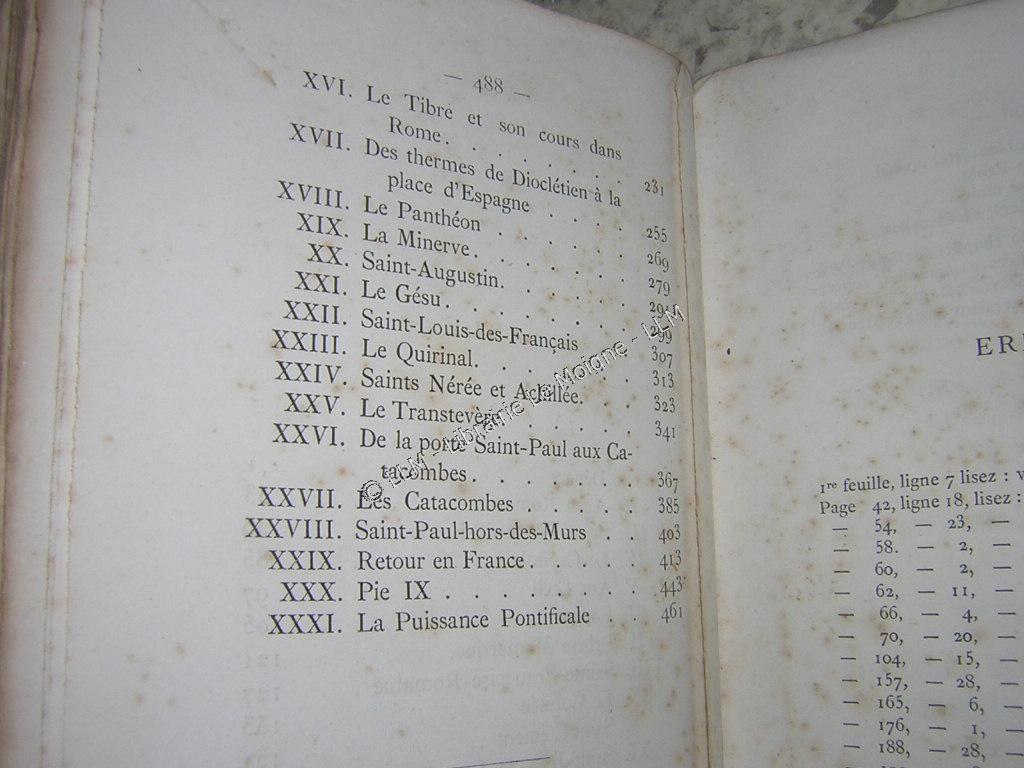 — 488 —
XVI. Le Tibre et son cours dans
Rome. . . . . . . . 231
XVII. Des thermes de Dioclétien à la
place d'Espagne . . . . 255
XVIII. Le Panthéon . . . . . . 269
XIX. La Minerve. . . . . . . 279
XX. Saint-Augustin. . . . . . 291
XXI. Le Gésu. . . . . . . . 299
XXII. Saint-Louis-des-Français 307
XXIII. Le Quirinal. . . . . . . 313
XXIV. Saints Nérée et Achillée. . . 323
XXV. Le Transtevère . . . . . 341
XXVI. De la porte Saint-Paul aux Ca-
tacombes. . . . . . . 367
XXVII. Les Catacombes . . . . . 385
XXVIII. Saint-Paul-hors-des-Murs . . 403
XXIX. Retour en France. . . . . 413
XXX. Pie IX . . . . . . . . 443
XXXI. La Puissance Pontificale . . 461
© LLM - Librairie Le Moigne - LLM
1re feuille, ligne 7 lisez :
Page 42, ligne 18, lisez :
— 54, — 23, —
— 58. — 2, —
— 60, — 2, —
— 62, — 11, —
— 66, — 4, —
— 70, — 20, —
— 104, — 15, —
— 157, — 28, —
— 165, — 6,
— 176, — 1,
— 188, — 28,